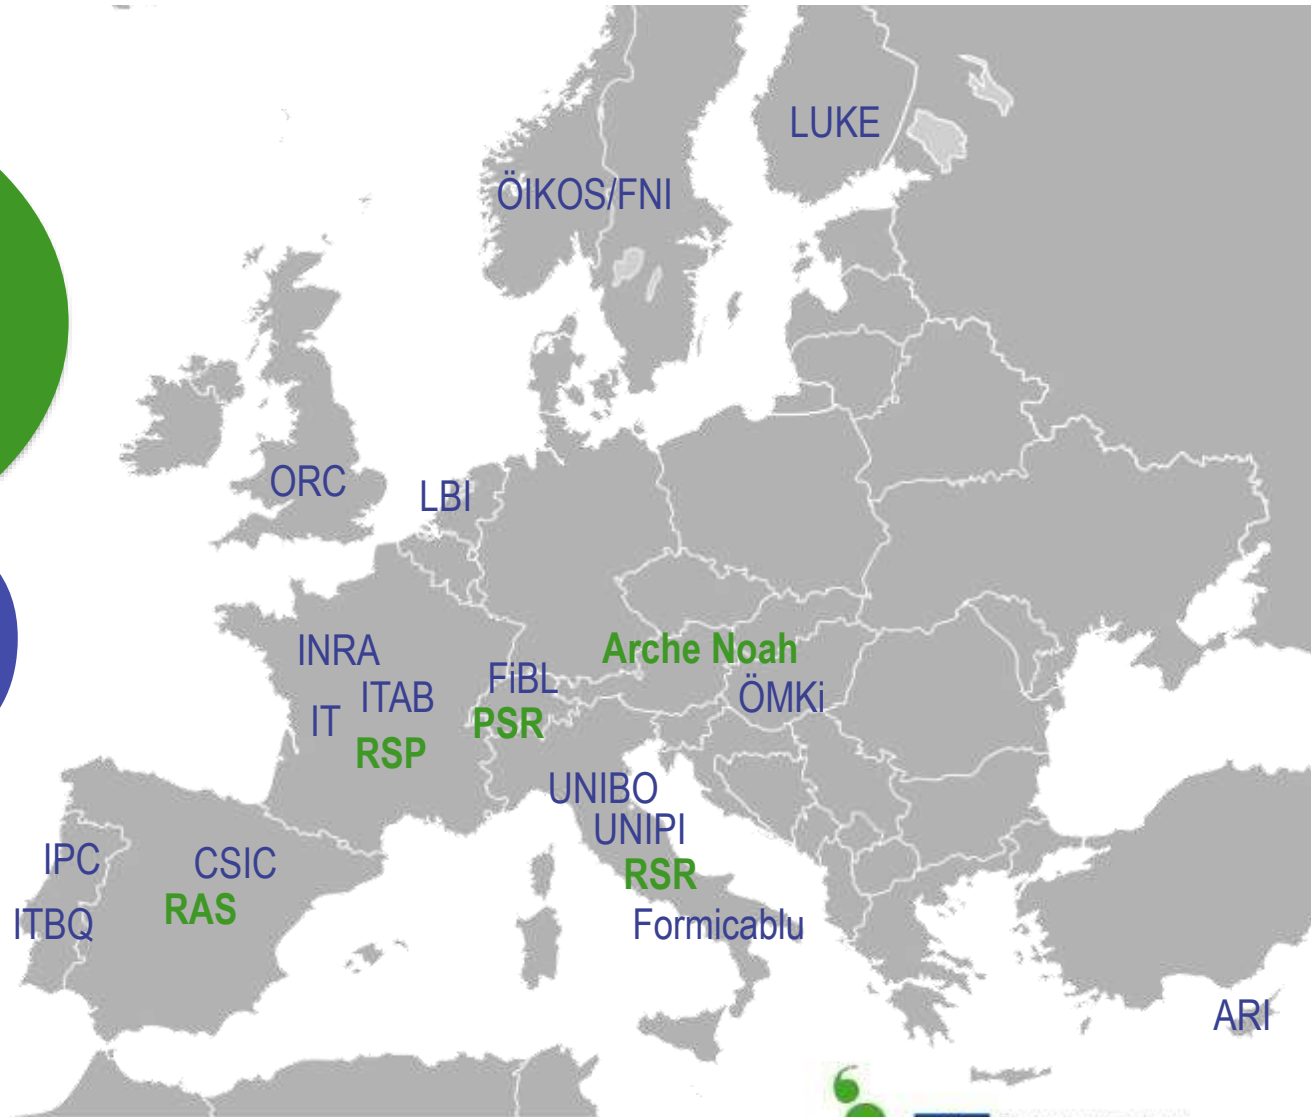 LUKE
ÖIKOS/FNI
ORC
LBI
INRA
Arche Noah
FiBL
ITAB
ÖMKi
IT
PSR
RSP
UNIBO
UNIPI
IPC
CSIC
RSR
RAS
ITBQ
Formicablu
ARI